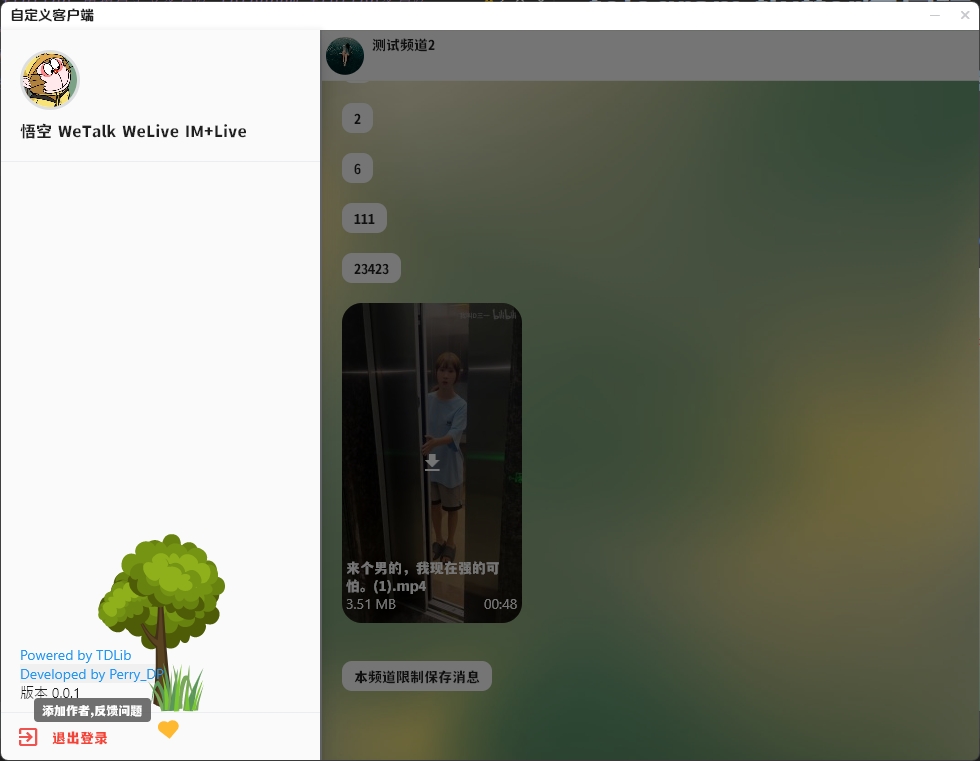 自定义客户端
测试频道2
悟空 WeTalk WeLive IM+Live
2
6
111
23423
来个男的，我现在强的可
怕。(1).mp4
3.51 MB
00:48
本频道限制保存消息
Powered by TDLib
Developed by Perry_DP
版本 0.0.1
添加作者,反馈问题
退出登录